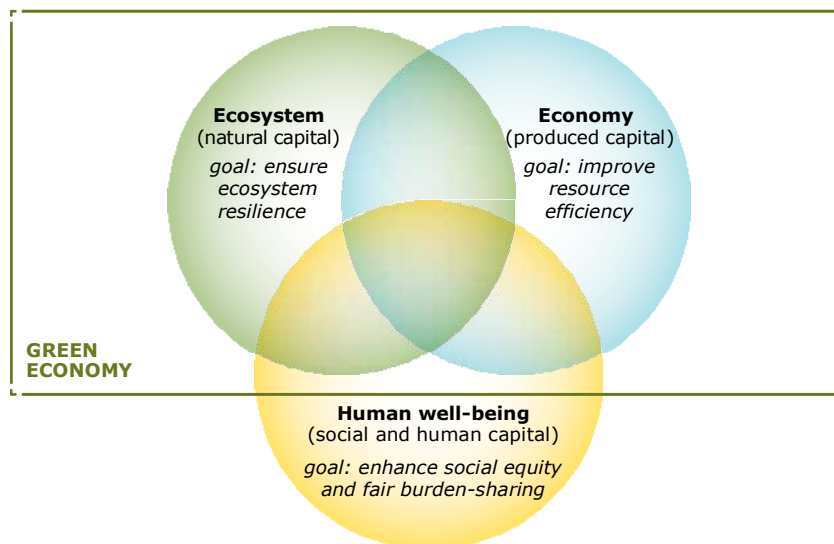 Ecosystem
(natural capital)
goal: ensure
ecosystem
resilience
Economy
(produced capital)
goal: improve
resource
efficiency
GREEN
ECONOMY
Human well-being
(social and human capital)
goal: enhance social equity
and fair burden-sharing